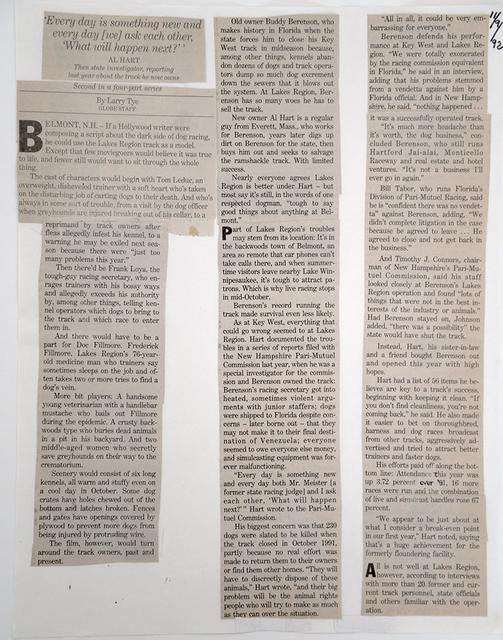 'Every day is something new and
every day [we] ask each other,
'What will happen next?' '
AL HART
Then state investigator, reporting
last year about the track he now owns
Second in a four-part series
By Larry Tye
GLOBE STAFF
BELMONT, N.H. – If a Hollywood writer were
composing a script about the dark side of dog racing,
he could use the Lakes Region track as a model.
Except that few moviegoers would believe it was true
to life, and fewer still would want to sit through the whole
thing.
The cast of characters would begin with Tom Leduc, an
overweight, disheveled trainer with a soft heart who's taken
on the disturbing job of carting dogs to their death. And who's
always in some sort of trouble, from a visit by the dog officer
when greyhounds are injured breaking out of his collar, to a
reprimand by track owners after
fleas allegedly infest his kennel, to a
warning he may be exiled next sea-
son because there were "just too
many problems this year."
Then there'd be Frank Loya, the
tough-guy racing secretary, who en-
rages trainers with his bossy ways
and allegedly exceeds his authority
by, among other things, telling ken-
nel operators which dogs to bring to
the track and which race to enter
them in.
And there would have to be a
part for Doc Fillmore. Frederick
Fillmore, Lakes Region's 76-year-
old medicine man who trainers say
sometimes sleeps on the job and of-
ten takes two or more tries to find a
dog's vein.
More bit players: A handsome
young veterinarian with a handlebar
mustache who bails out Fillmore
during the epidemic. A crusty back-
woods type who buries dead animals
in a pit in his backyard. And two
middle-aged women who secretly
save greyhounds on their way to the
crematorium.
Scenery would consist of six long
kennels, all warm and stuffy even on
a cool day in October. Some dog
crates have holes chewed out of the
bottom and latches broken. Fences
and gates have openings covered by
plywood to prevent more dogs from
being injured by protruding wire.
The film, however, would turn
around the track owners, past and
present.
Old owner Buddy Berenson, who
makes history in Florida when the
state forces him to close his Key
West track in midseason because,
among other things, kennels aban-
don dozens of dogs and track opera-
tors dump so much dog excrement
down the sewers that it blows out
the system. At Lakes Region, Ber-
enson has so many woes he has to
sell the track.
New owner Al Hart is a regular
guy from Everett, Mass., who works
for Berenson, years later digs up
dirt on Berenson for the state, then
buys him out and seeks to salvage
the ramshackle track. With limited
success.
Nearly everyone agrees Lakes
Region is better under Hart – but
most say it's still, in the words of one
respected dogman, "tough to say
good things about anything at Bel-
mont."
Part of Lakes Region's troubles
may stem from its location: It's in
the backwoods town of Belmont, an
area so remote that car phones can't
take calls there, and when summer-
time visitors leave nearby Lake Win-
nipesaukee, it's tough to attract pa-
trons. Which is why live racing stops
in mid-October.
Berenson's record running the
track made survival even less likely.
As at Key West, everything that
could go wrong seemed to at Lakes
Region. Hart documented the trou-
bles in a series of reports filed with
the New Hampshire Pari-Mutuel
Commission last year, when he was a
special investigator for the commis-
sion and Berenson owned the track:
Berenson's racing secretary got into
heated, sometimes violent argu-
ments with junior staffers; dogs
were shipped to Florida despite con-
cerns – later borne out – that they
may not make it to their final desti-
nation of Venezuela; everyone
seemed to owe everyone else money,
and simulcasting equipment was for-
ever malfunctioning.
"Every day is something new
and every day both Mr. Meister [a
former state racing judge] and I ask
each other, 'What will happen
next?' " Hart wrote to the Pari-Mu-
tuel Commission.
His biggest concern was that 230
dogs were slated to be killed when
the track closed in October 1991,
partly because no real effort was
made to return them to their owners
or find them other homes. "They will
have to discreetly dispose of these
animals," Hart wrote, "and their big
problem will be the animal rights
people who will try to make as much
as they can over the situation.
11/9/92
"All in all, it could be very em-
barrassing for everyone."
Berenson defends his perform-
ance at Key West and Lakes Re-
gion. "We were totally exonerated
by the racing commission equivalent
in Florida," he said in an interview,
adding that his problems stemmed
from a vendetta against him by a
Florida official. And in New Hamp-
shire, he said, "nothing happened ...
it was a successfully operated track.
"It's much more headache than
it's worth, the dog business," con-
cluded Berenson, who still runs
Hartford Jai-alai, Monticello
Raceway and real estate and hotel
ventures. "It's not a business I'll
ever go in again."
Bill Tabor, who runs Florida's
Division of Pari-Mutuel Racing, said
he is "confident there was no vendet-
ta" against Berenson, adding, "We
didn't complete litigation in the case
because he agreed to leave ... He
agreed to close and not get back in
the business."
And Timothy J. Connors, chair-
man of New Hampshire's Pari-Mu-
tuel Commission, said his staff
looked closely at Berenson's Lakes
Region operation and found "lots of
things that were not in the best in-
terests of the industry or animals."
Had Berenson stayed on, Johnson
added, "there was a possibility" the
state would have shut the track.
Instead, Hart, his sister-in-law
and a friend bought Berenson out
and opened this year with high
hopes.
Hart had a list of 56 items he be-
lieves are key to a track's success,
beginning with keeping it clean. "If
you don't find cleanliness, you're not
coming back," he said. He also made
it easier to bet on thoroughbred,
harness and dog races broadcast
from other tracks, aggressively ad-
vertised and tried to attract better
trainers and faster dogs.
His efforts paid off along the bot-
tom line: Attendance this year was
up 3.72 percent over '91, 16 more
races were run and the combination
of live and simulcast handles rose 67
percent.
"We appear to be just about at
what I consider a break-even point
in our first year," Hart noted, saying
that's a huge achievement for the
formerly floundering facility.
All is not well at Lakes Region,
however, according to interviews
with more than 20 former and cur-
rent track personnel, state officials
and others familiar with the oper-
ation.